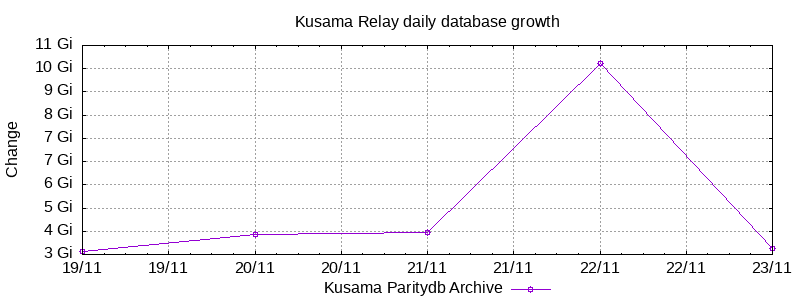 Kusama Relay daily database growth
11 Gi
10 Gi
9 Gi
8 Gi
7 Gi
7 Gi
6 Gi
5 Gi
4 Gi
3 Gi
Change
19/11 19/11 20/11 20/11 21/11 21/11 22/11 22/11 23/11
Kusama Paritydb Archive